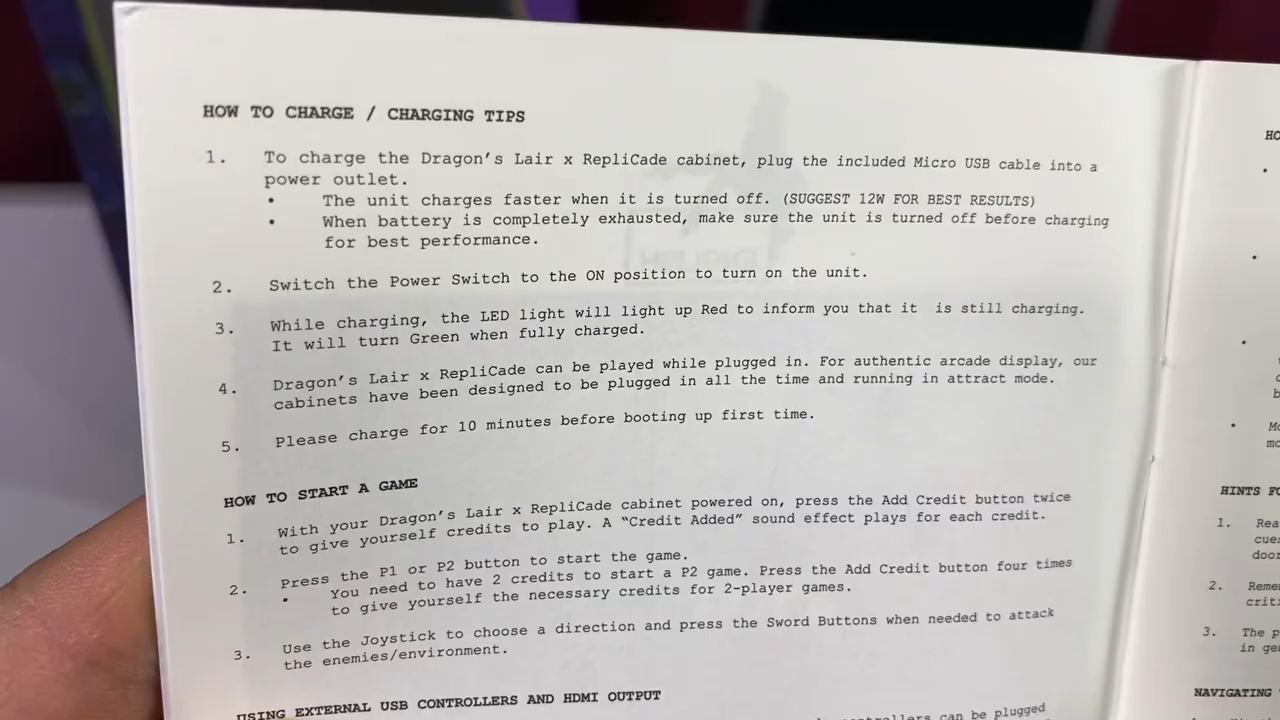 HOW TO CHARGE / CHARGING TIPS
1. To charge the Dragon's Lair x RepliCade cabinet, plug the included Micro USB cable into a
power outlet.
• The unit charges faster when it is turned off. (SUGGEST 12W FOR BEST RESULTS)
• When battery is completely exhausted, make sure the unit is turned off before charging
for best performance.
2. Switch the Power Switch to the ON position to turn on the unit.
3. While charging, the LED light will light up Red to inform you that it is still charging.
It will turn Green when fully charged.
4. Dragon's Lair x RepliCade can be played while plugged in. For authentic arcade display, our
cabinets have been designed to be plugged in all the time and running in attract mode.
5. Please charge for 10 minutes before booting up first time.
HOW TO START A GAME
1. With your Dragon's Lair x RepliCade cabinet powered on, press the Add Credit button twice
to give yourself credits to play. A "Credit Added" sound effect plays for each credit.
2. Press the P1 or P2 button to start the game.
• You need to have 2 credits to start a P2 game. Press the Add Credit button four times
to give yourself the necessary credits for 2-player games.
3. Use the Joystick to choose a direction and press the Sword Buttons when needed to attack
the enemies/environment.
USING EXTERNAL USB CONTROLLERS AND HDMI OUTPUT
can be plugged
HINTS
1.
2.
3. The
in
NAVIGATING